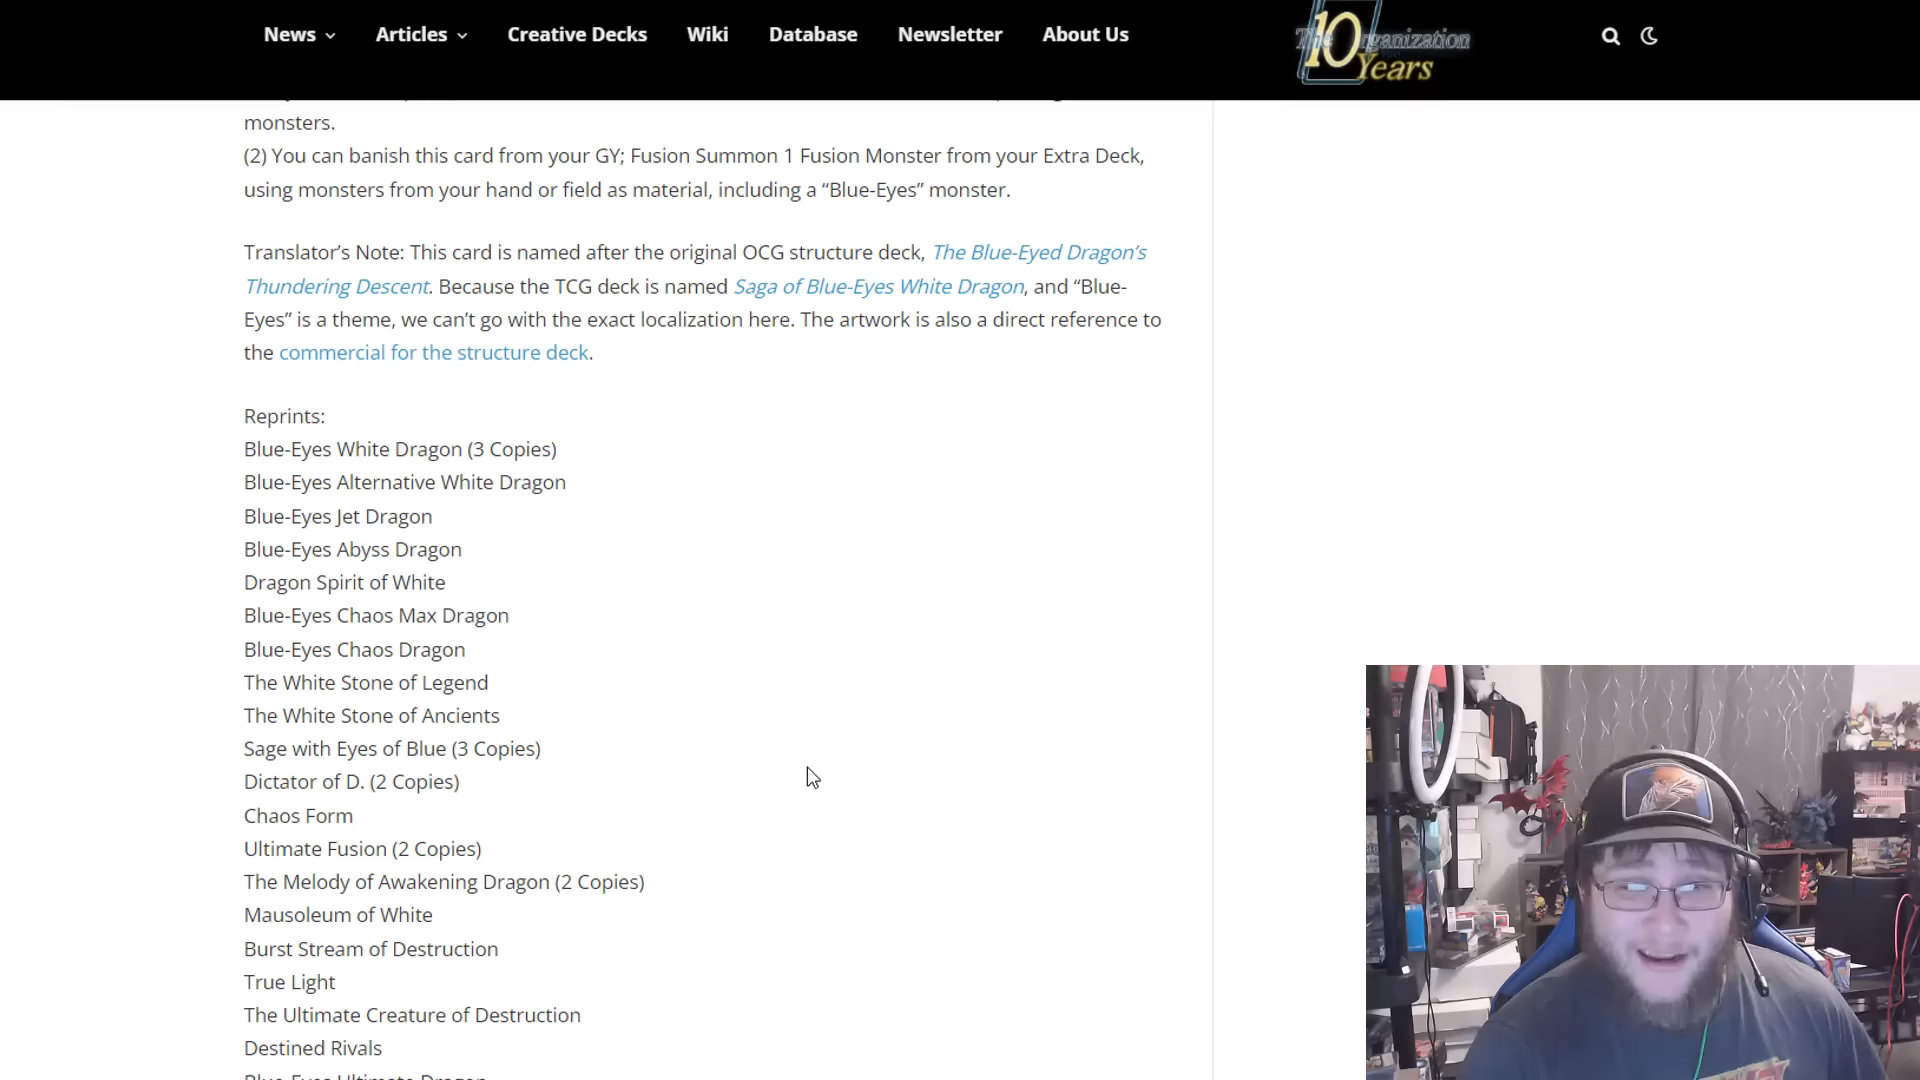 News Articles Creative Decks Wiki Database Newsletter About Us
The 10 Organization
Years
monsters.
(2) You can banish this card from your GY; Fusion Summon 1 Fusion Monster from your Extra Deck,
using monsters from your hand or field as material, including a “Blue-Eyes” monster.
Translator’s Note: This card is named after the original OCG structure deck, The Blue-Eyed Dragon’s
Thundering Descent. Because the TCG deck is named Saga of Blue-Eyes White Dragon, and “Blue-
Eyes” is a theme, we can’t go with the exact localization here. The artwork is also a direct reference to
the commercial for the structure deck.
Reprints:
Blue-Eyes White Dragon (3 Copies)
Blue-Eyes Alternative White Dragon
Blue-Eyes Jet Dragon
Blue-Eyes Abyss Dragon
Dragon Spirit of White
Blue-Eyes Chaos Max Dragon
Blue-Eyes Chaos Dragon
The White Stone of Legend
The White Stone of Ancients
Sage with Eyes of Blue (3 Copies)
Dictator of D. (2 Copies)
Chaos Form
Ultimate Fusion (2 Copies)
The Melody of Awakening Dragon (2 Copies)
Mausoleum of White
Burst Stream of Destruction
True Light
The Ultimate Creature of Destruction
Destined Rivals
Blue-Eyes Ultimate Dragon